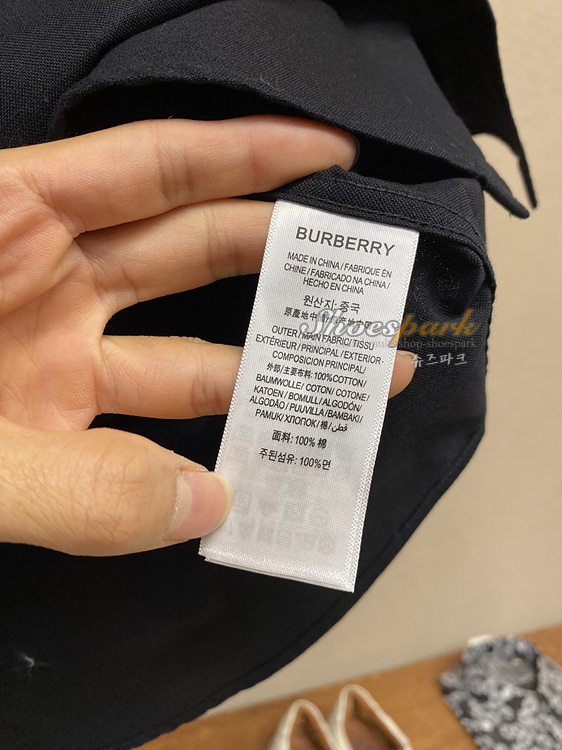 BURBERRY
MADE IN CHINA / FABRIQUE EN
CHINE / FABRICADO NA CHINA /
HECHO EN CHINA
원산지: 중국
原產地中
Shoespark
shop-shoespark
슈즈파크
OUTER / MAIN FABRIC/ TISSU
EXTÉRIEUR / PRINCIPAL / EXTERIOR-
COMPOSICION PRINCIPAL/
外部 / 主要布料: 100% COTTON/
BAUMWOLLE/ COTON/ COTONE/
KATOEN / BOMULL/ ALGODÓN/
ALGODÃO / PUUVILLA/ BAMBAKI/
PAMUK/ ХЛОПОК/ 棉/ قطن
面料: 100% 棉
주된섬유: 100%면